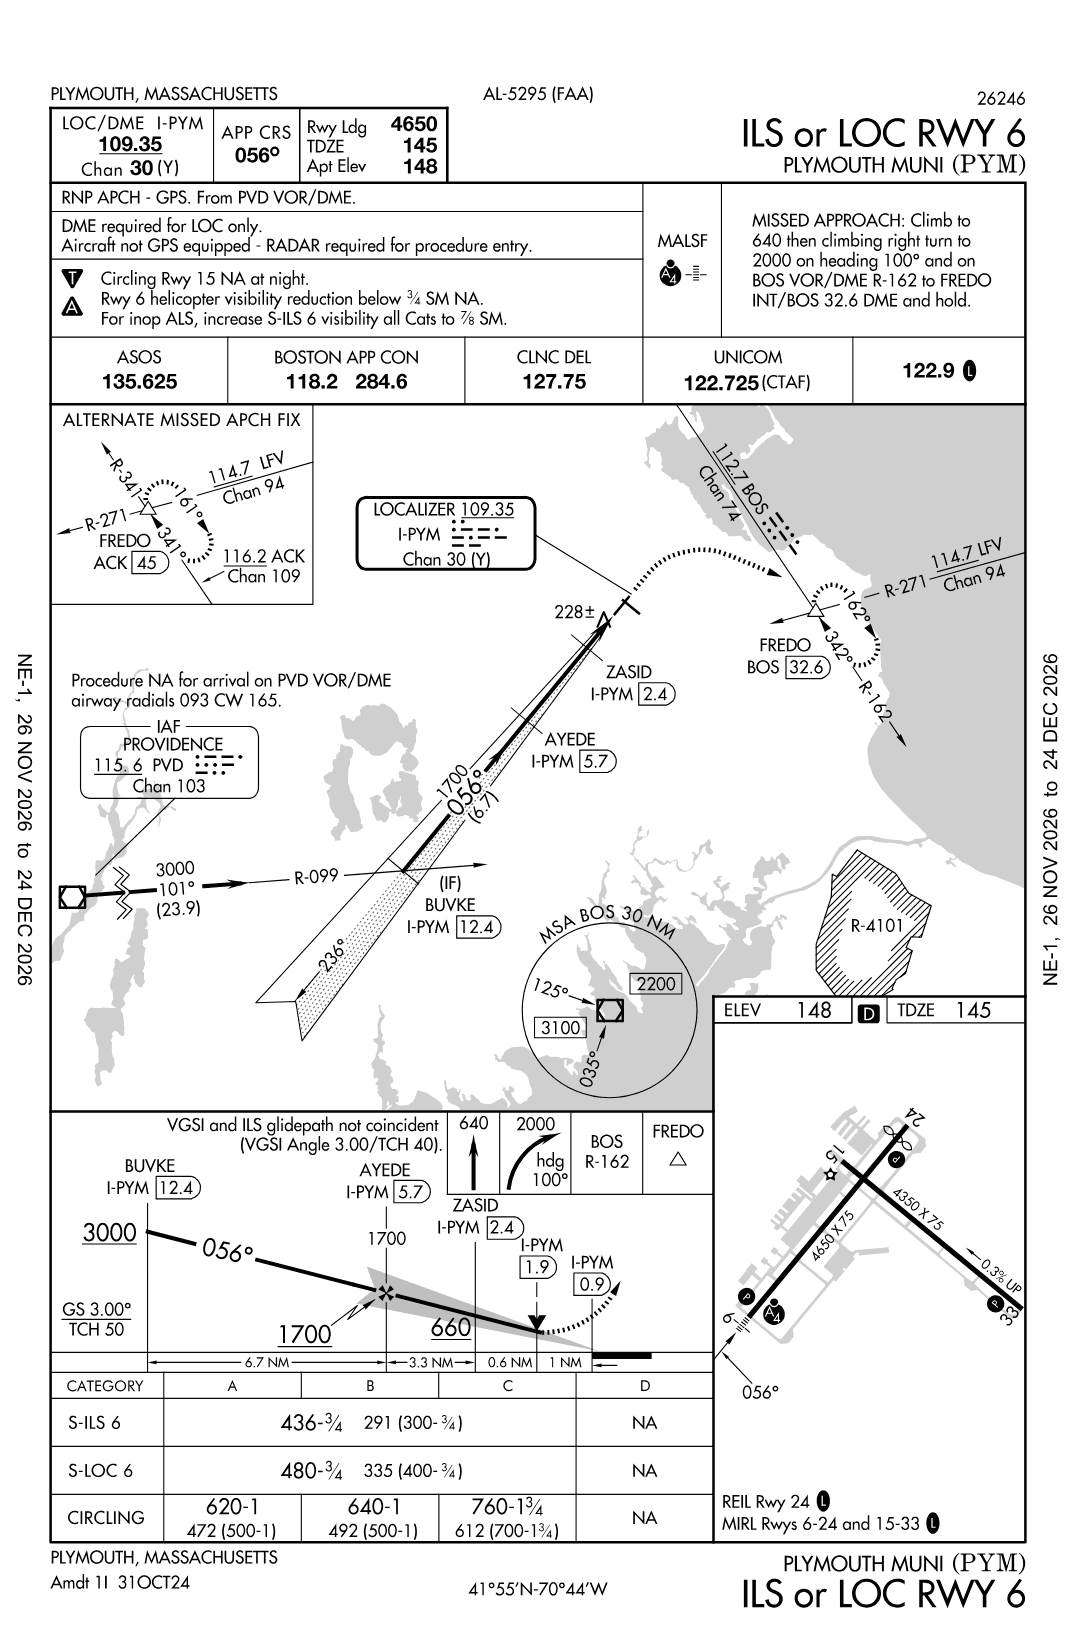 PLYMOUTH, MASSACHUSETTS
AL-5295 (FAA)
26246
LOC/DME I-PYM
109.35
Chan 30 (Y)
APP CRS
056°
Rwy Ldg 4650
TDZE 145
Apt Elev 148
ILS or LOC RWY 6
PLYMOUTH MUNI (PYM)
RNP APCH - GPS. From PVD VOR/DME.
DME required for LOC only.
Aircraft not GPS equipped - RADAR required for procedure entry.
T
A
Circling Rwy 15 NA at night.
Rwy 6 helicopter visibility reduction below ¾ SM NA.
For inop ALS, increase S-ILS 6 visibility all Cats to ⅞ SM.
MALSF
A4
MISSED APPROACH: Climb to
640 then climbing right turn to
2000 on heading 100° and on
BOS VOR/DME R-162 to FREDO
INT/BOS 32.6 DME and hold.
ASOS
135.625
BOSTON APP CON
118.2 284.6
CLNC DEL
127.75
UNICOM
122.725 (CTAF)
122.9 L
ALTERNATE MISSED APCH FIX
R-341
114.7 LFV
Chan 94
161°
R-271
341°
FREDO
ACK 45
116.2 ACK
Chan 109
LOCALIZER 109.35
I-PYM
Chan 30 (Y)
112.7 BOS
Chan 74
114.7 LFV
Chan 94
R-271
162°
342°
R-162
FREDO
BOS 32.6
228±
ZASID
I-PYM 2.4
AYEDE
I-PYM 5.7
Procedure NA for arrival on PVD VOR/DME
airway radials 093 CW 165.
IAF
PROVIDENCE
115.6 PVD
Chan 103
1700
056°
(6.7)
3000
101°
(23.9)
R-099
(IF)
BUVKE
I-PYM 12.4
236°
MSA BOS 30 NM
125°
2200
3100
035°
R-4101
NE-1, 26 NOV 2026 to 24 DEC 2026
NE-1, 26 NOV 2026 to 24 DEC 2026
ELEV 148
D
TDZE 145
24
P
15
4350 X 75
4650 X 75
0.3% UP
P
33
P
6
A4
056°
REIL Rwy 24 L
MIRL Rwys 6-24 and 15-33 L
VGSI and ILS glidepath not coincident
(VGSI Angle 3.00/TCH 40).
640
2000
hdg
100°
BOS
R-162
FREDO
BUVKE
I-PYM 12.4
AYEDE
I-PYM 5.7
ZASID
I-PYM 2.4
I-PYM
1.9
I-PYM
0.9
3000
056°
1700
GS 3.00°
TCH 50
1700
660
6.7 NM
3.3 NM
0.6 NM
1 NM
CATEGORY A B C D
S-ILS 6 436-¾ 291 (300-¾) NA
S-LOC 6 480-¾ 335 (400-¾) NA
CIRCLING
620-1
472 (500-1)
640-1
492 (500-1)
760-1¾
612 (700-1¾)
NA
PLYMOUTH, MASSACHUSETTS
Amdt 1I 31OCT24
41°55'N-70°44'W
PLYMOUTH MUNI (PYM)
ILS or LOC RWY 6